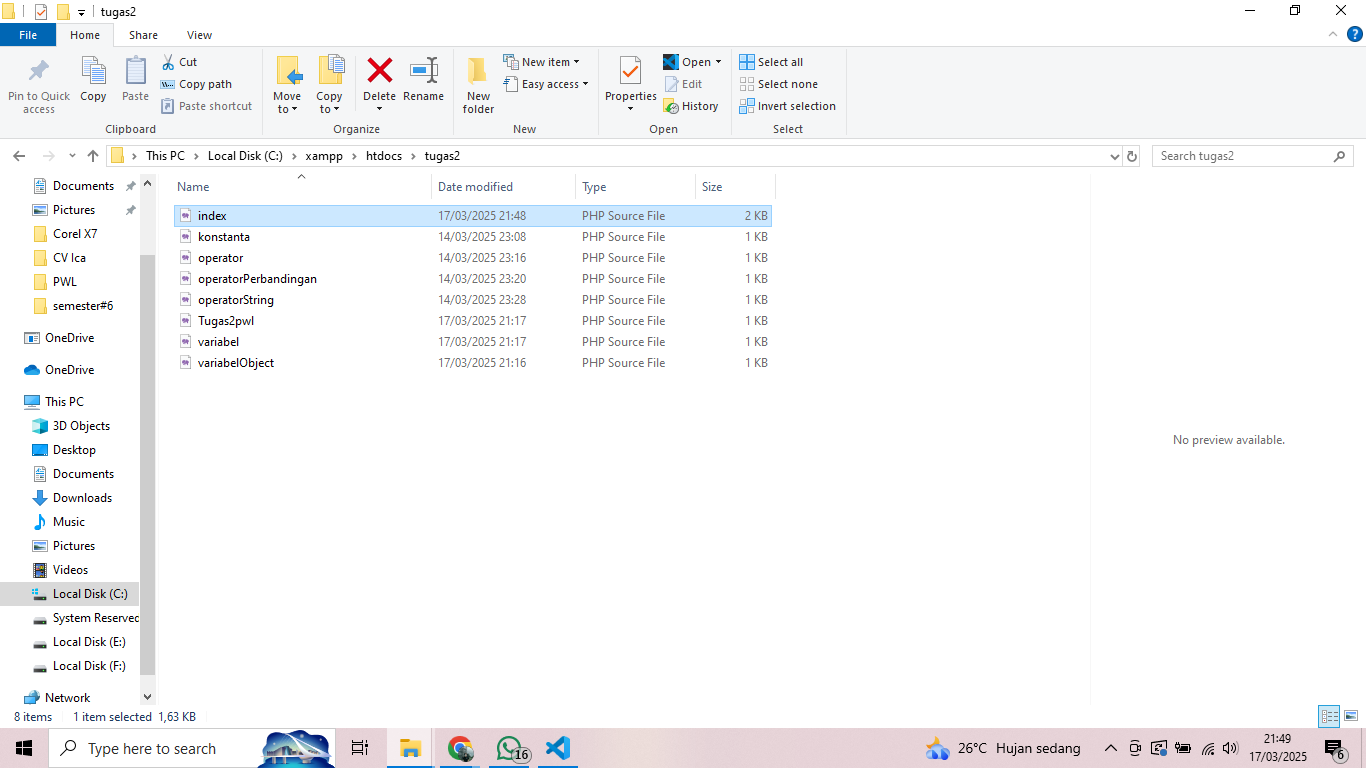 tugas2
File Home Share View
Pin to Quick access
Copy
Paste
Cut
Copy path
Paste shortcut
Clipboard
Move to
Copy to
Delete
Rename
Organize
New folder
New item
Easy access
New
Properties
Open
Edit
History
Open
Select all
Select none
Invert selection
Select
This PC > Local Disk (C:) > xampp > htdocs > tugas2
Search tugas2
Documents
Pictures
Corel X7
CV Ica
PWL
semester#6
OneDrive
OneDrive
This PC
3D Objects
Desktop
Documents
Downloads
Music
Pictures
Videos
Local Disk (C:)
System Reserved
Local Disk (E:)
Local Disk (F:)
Network
Name Date modified Type Size
index 17/03/2025 21:48 PHP Source File 2 KB
konstanta 14/03/2025 23:08 PHP Source File 1 KB
operator 14/03/2025 23:16 PHP Source File 1 KB
operatorPerbandingan 14/03/2025 23:20 PHP Source File 1 KB
operatorString 14/03/2025 23:28 PHP Source File 1 KB
Tugas2pwl 17/03/2025 21:17 PHP Source File 1 KB
variabel 17/03/2025 21:17 PHP Source File 1 KB
variabelObject 17/03/2025 21:16 PHP Source File 1 KB
No preview available.
8 items 1 item selected 1,63 KB
Type here to search
16
26°C Hujan sedang
21:49
17/03/2025
6